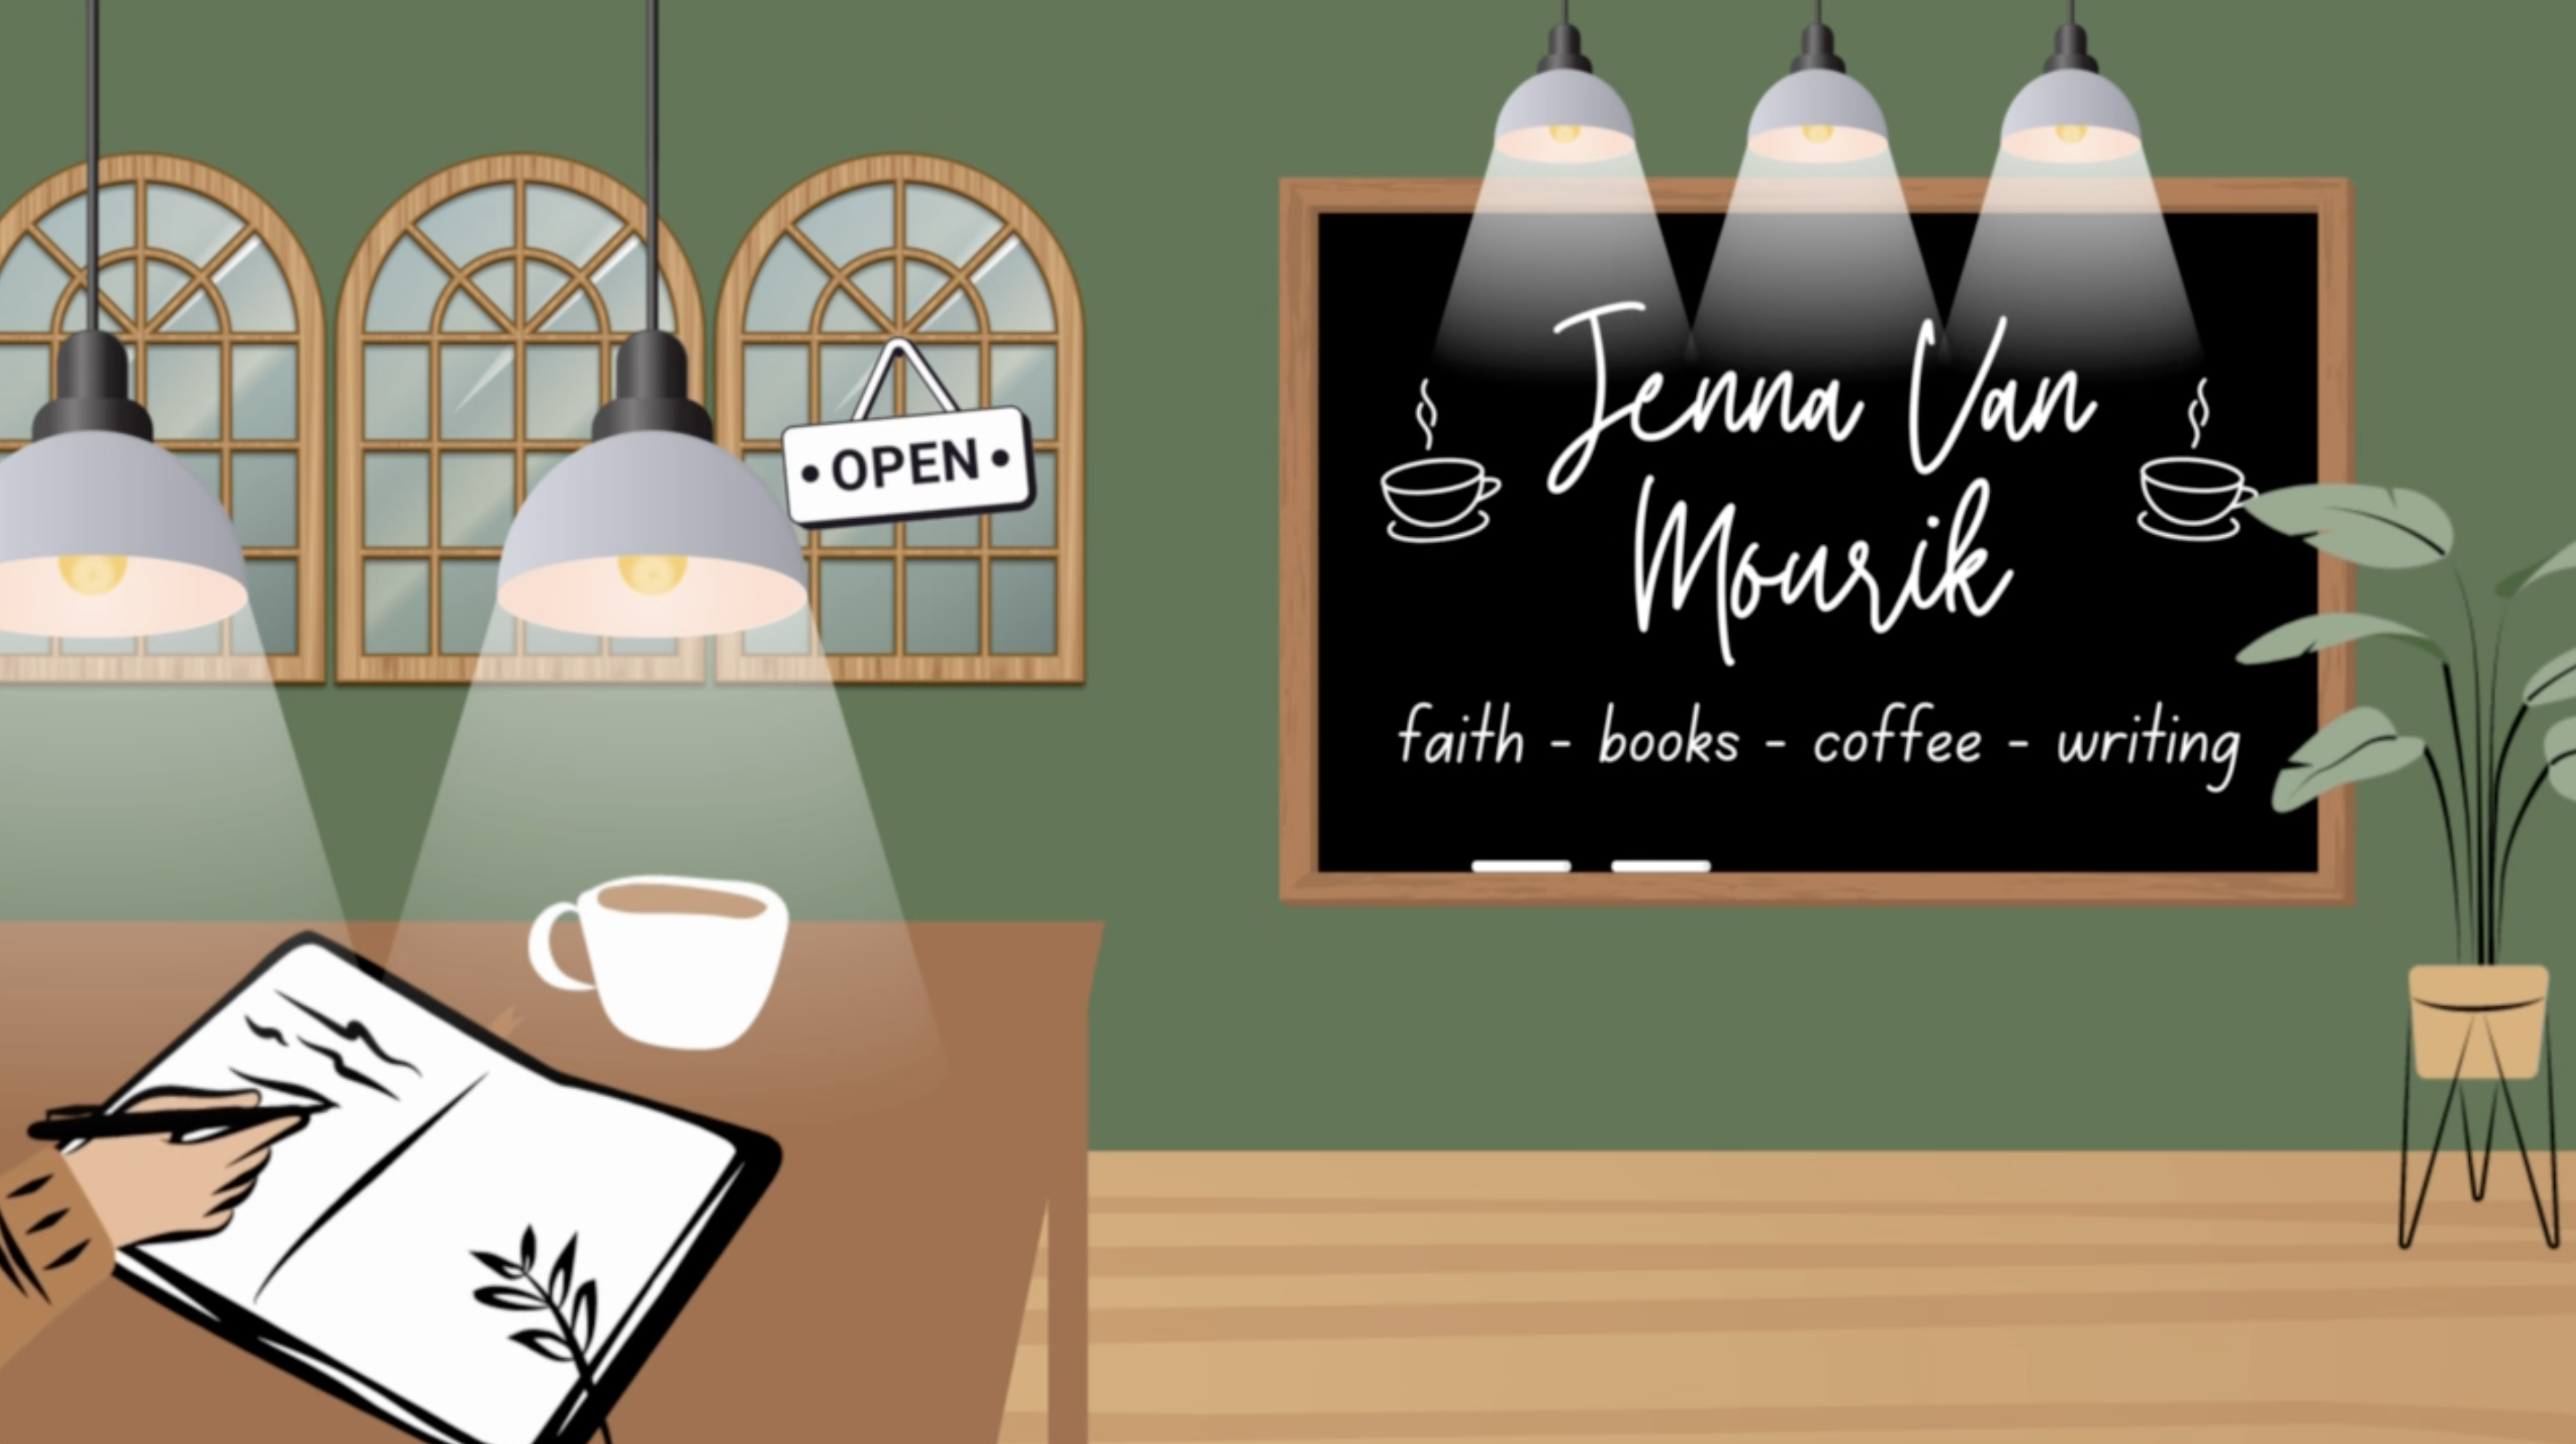 • OPEN •
Jenna Van
Mourik
faith - books - coffee - writing